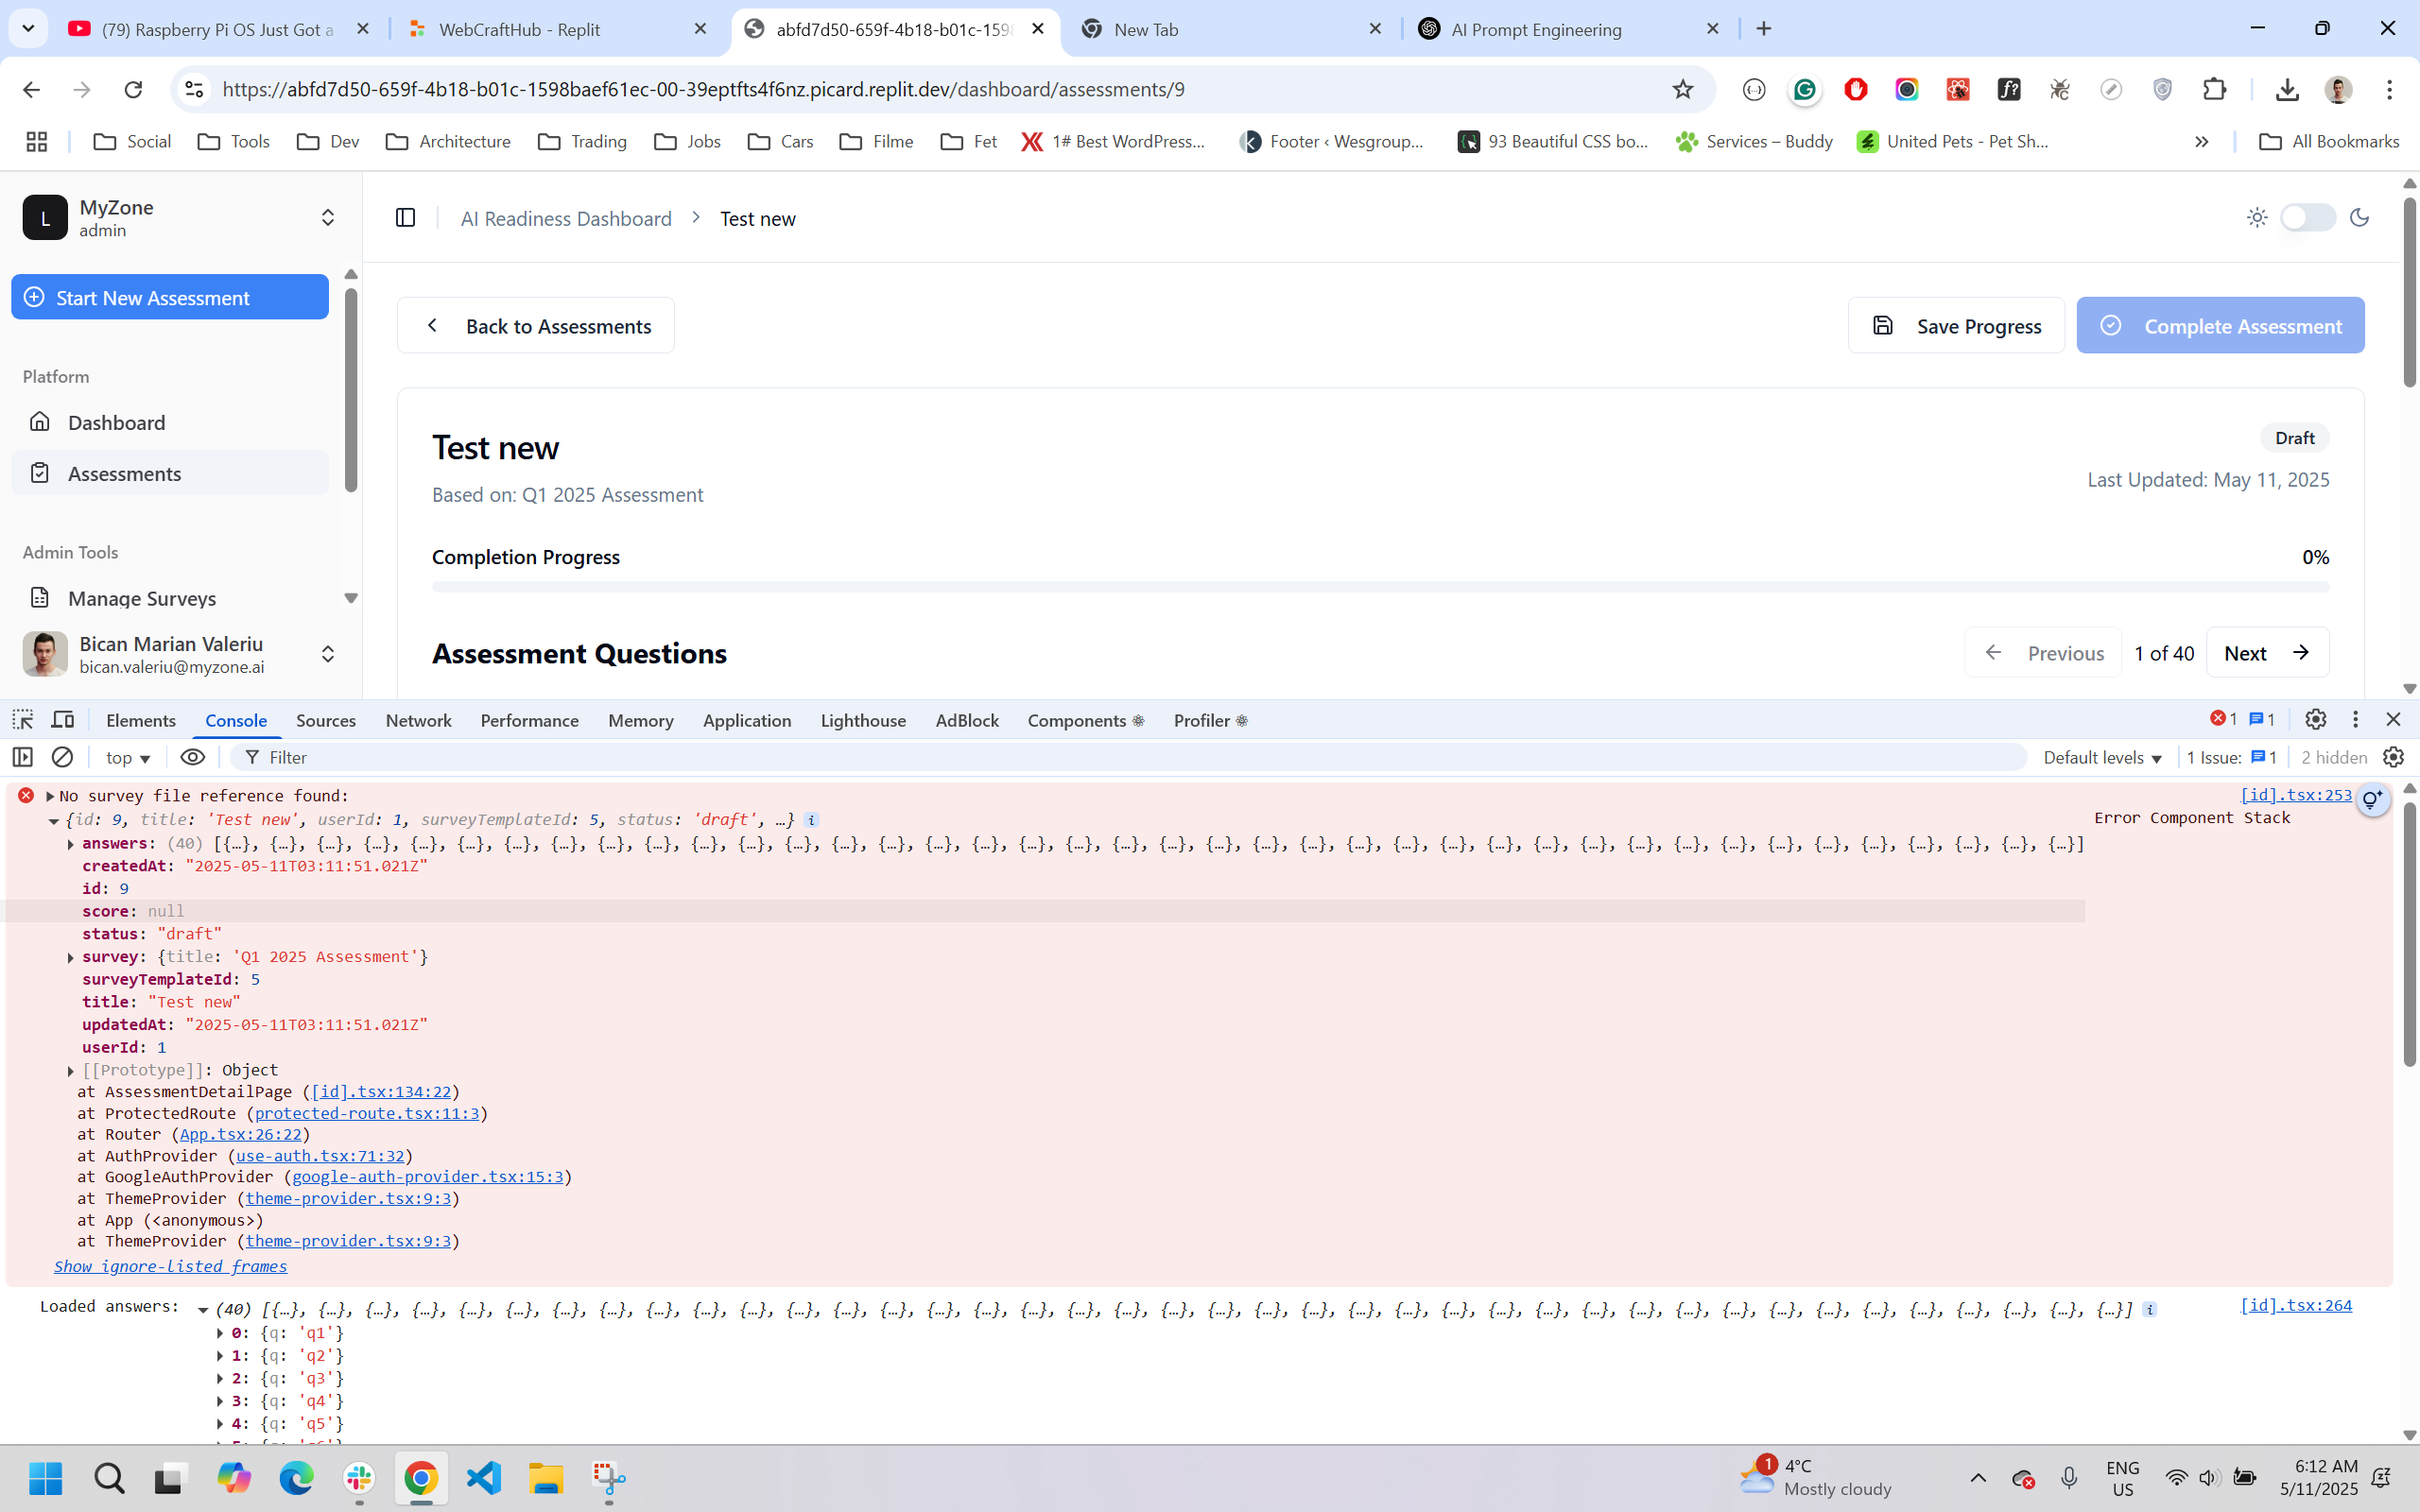 (79) Raspberry Pi OS Just Got a
WebCraftHub - Replit
abfd7d50-659f-4b18-b01c-1598
New Tab
AI Prompt Engineering
https://abfd7d50-659f-4b18-b01c-1598baef61ec-00-39eptfts4f6nz.picard.replit.dev/dashboard/assessments/9
Social
Tools
Dev
Architecture
Trading
Jobs
Cars
Filme
Fet
1# Best WordPress...
Footer ‹ Wesgroup...
93 Beautiful CSS bo...
Services – Buddy
United Pets - Pet Sh...
All Bookmarks
L
MyZone
admin
AI Readiness Dashboard > Test new
Start New Assessment
Back to Assessments
Save Progress
Complete Assessment
Platform
Dashboard
Assessments
Admin Tools
Manage Surveys
Bican Marian Valeriu
bican.valeriu@myzone.ai
Test new
Draft
Based on: Q1 2025 Assessment
Last Updated: May 11, 2025
Completion Progress
0%
Assessment Questions
Previous
1 of 40
Next
Elements
Console
Sources
Network
Performance
Memory
Application
Lighthouse
AdBlock
Components
Profiler
1
1
top
Filter
Default levels
1 Issue: 1
2 hidden
No survey file reference found:
[id].tsx:253
{id: 9, title: 'Test new', userId: 1, surveyTemplateId: 5, status: 'draft', …}
Error Component Stack
answers: (40) [{…}, {…}, {…}, {…}, {…}, {…}, {…}, {…}, {…}, {…}, {…}, {…}, {…}, {…}, {…}, {…}, {…}, {…}, {…}, {…}, {…}, {…}, {…}, {…}, {…}, {…}, {…}, {…}, {…}, {…}, {…}, {…}, {…}, {…}, {…}, {…}, {…}, {…}, {…}, {…}]
createdAt: "2025-05-11T03:11:51.021Z"
id: 9
score: null
status: "draft"
survey: {title: 'Q1 2025 Assessment'}
surveyTemplateId: 5
title: "Test new"
updatedAt: "2025-05-11T03:11:51.021Z"
userId: 1
[[Prototype]]: Object
at AssessmentDetailPage ([id].tsx:134:22)
at ProtectedRoute (protected-route.tsx:11:3)
at Router (App.tsx:26:22)
at AuthProvider (use-auth.tsx:71:32)
at GoogleAuthProvider (google-auth-provider.tsx:15:3)
at ThemeProvider (theme-provider.tsx:9:3)
at App (<anonymous>)
at ThemeProvider (theme-provider.tsx:9:3)
Show ignore-listed frames
Loaded answers: (40) [{…}, {…}, {…}, {…}, {…}, {…}, {…}, {…}, {…}, {…}, {…}, {…}, {…}, {…}, {…}, {…}, {…}, {…}, {…}, {…}, {…}, {…}, {…}, {…}, {…}, {…}, {…}, {…}, {…}, {…}, {…}, {…}, {…}, {…}, {…}, {…}, {…}, {…}, {…}, {…}]
[id].tsx:264
0: {q: 'q1'}
1: {q: 'q2'}
2: {q: 'q3'}
3: {q: 'q4'}
4: {q: 'q5'}
1
4°C
Mostly cloudy
ENG
US
6:12 AM
5/11/2025